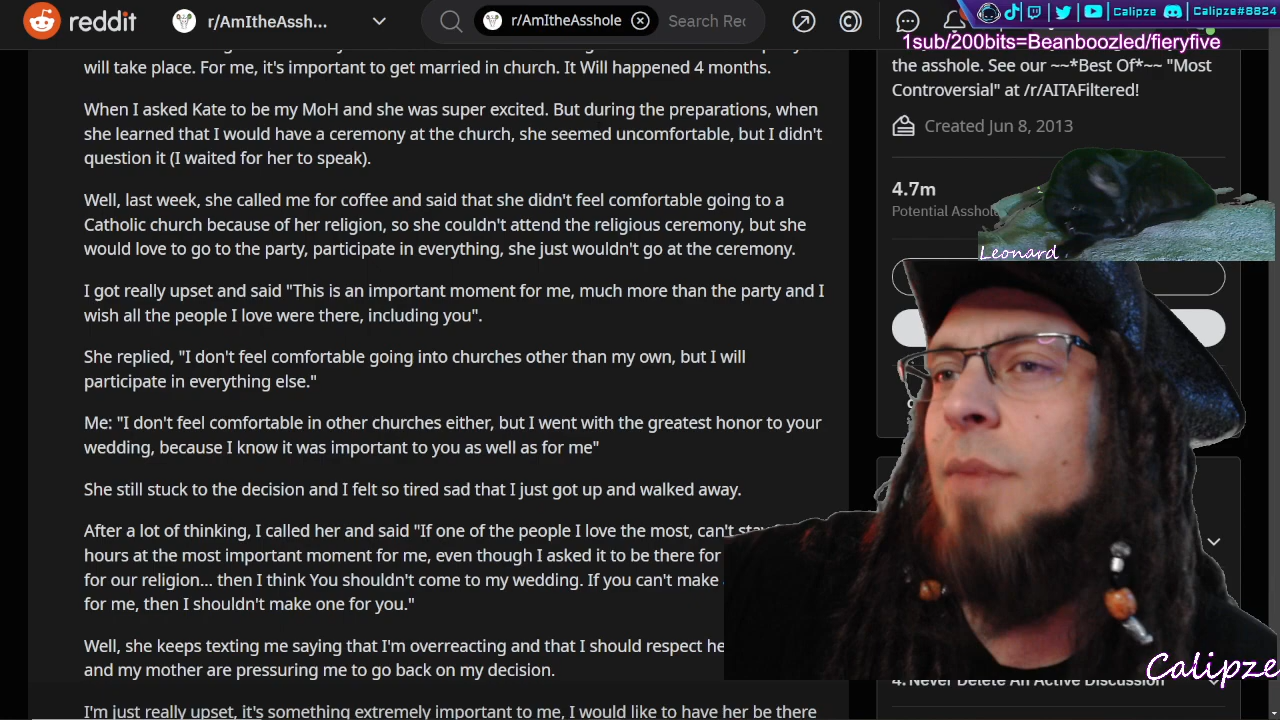 reddit
r/AmItheAssh...
r/AmItheAsshole
Search Rec
Calipze
Calipze#8824
1sub/200bits=Beanboozled/fieryfive
will take place. For me, it's important to get married in church. It Will happened 4 months.
When I asked Kate to be my MoH and she was super excited. But during the preparations, when
she learned that I would have a ceremony at the church, she seemed uncomfortable, but I didn't
question it (I waited for her to speak).
Well, last week, she called me for coffee and said that she didn't feel comfortable going to a
Catholic church because of her religion, so she couldn't attend the religious ceremony, but she
would love to go to the party, participate in everything, she just wouldn't go at the ceremony.
I got really upset and said "This is an important moment for me, much more than the party and I
wish all the people I love were there, including you".
She replied, "I don't feel comfortable going into churches other than my own, but I will
participate in everything else."
Me: "I don't feel comfortable in other churches either, but I went with the greatest honor to your
wedding, because I know it was important to you as well as for me"
She still stuck to the decision and I felt so tired sad that I just got up and walked away.
After a lot of thinking, I called her and said "If one of the people I love the most, can't
hours at the most important moment for me, even though I asked it to be there for
for our religion... then I think You shouldn't come to my wedding. If you can't make
for me, then I shouldn't make one for you."
Well, she keeps texting me saying that I'm overreacting and that I should respect
and my mother are pressuring me to go back on my decision.
I'm just really upset, it's something extremely important to me, I would like to have her be there
the asshole. See our ~~*Best Of*~~ "Most
Controversial" at /r/AITAFiltered!
Created Jun 8, 2013
4.7m
Potential
Leonard
Calipze
4. Never Delete An Active Discussion